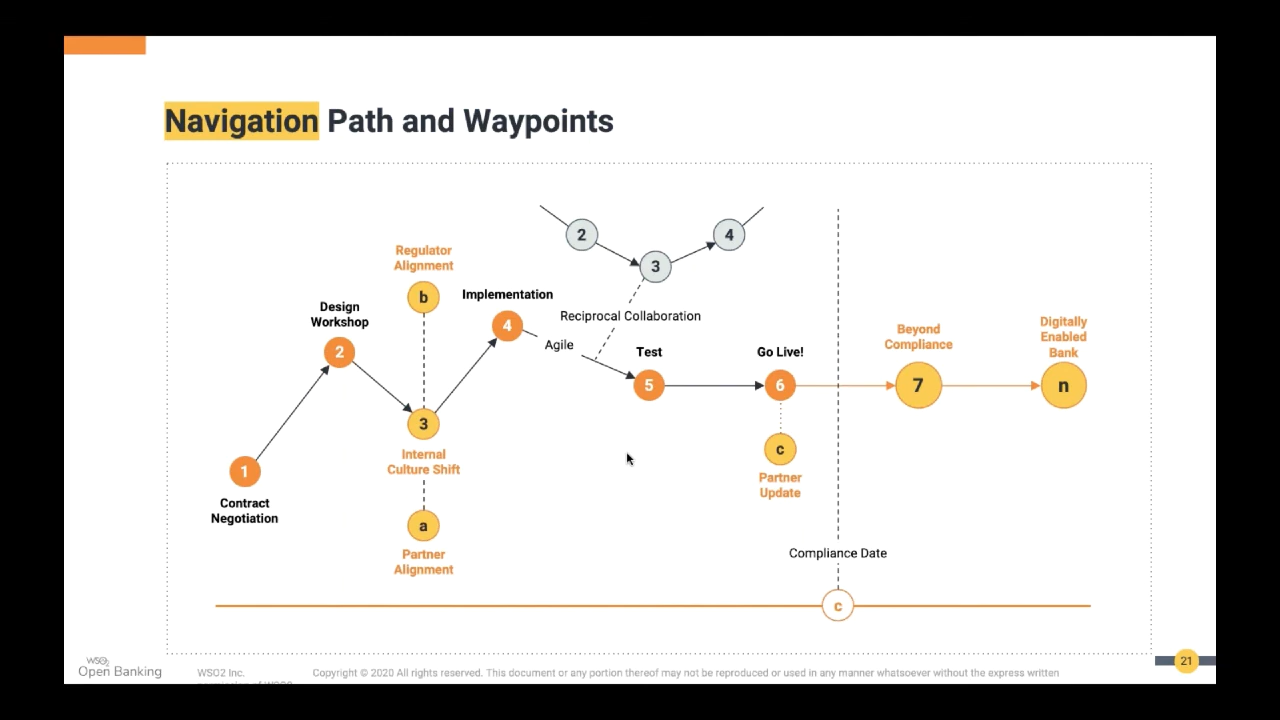 Navigation Path and Waypoints
2
4
3
Regulator
Alignment
b
Implementation
4
Reciprocal Collaboration
Agile
Design
Workshop
2
Test
5
Go Live!
6
Beyond
Compliance
7
Digitally
Enabled
Bank
n
3
Internal
Culture Shift
1
Contract
Negotiation
a
Partner
Alignment
c
Partner
Update
Compliance Date
c
WSO2
Open Banking
WSO2 Inc. Copyright © 2020 All rights reserved. This document or any portion thereof may not be reproduced or used in any manner whatsoever without the express written
permission of WSO2
21